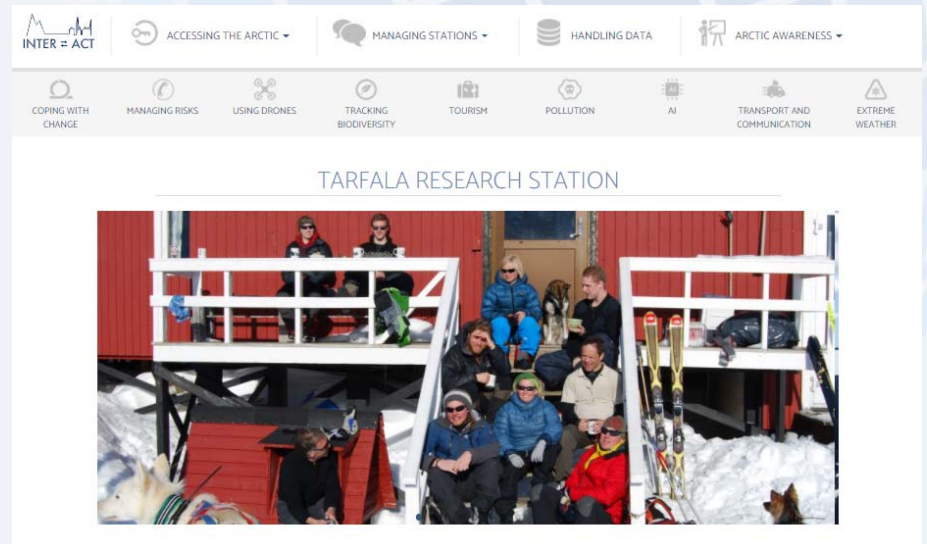 INTER ⇌ ACT
ACCESSING THE ARCTIC
MANAGING STATIONS
HANDLING DATA
ARCTIC AWARENESS
COPING WITH
CHANGE
MANAGING RISKS
USING DRONES
TRACKING
BIODIVERSITY
TOURISM
POLLUTION
AI
TRANSPORT AND
COMMUNICATION
EXTREME
WEATHER
TARFALA RESEARCH STATION